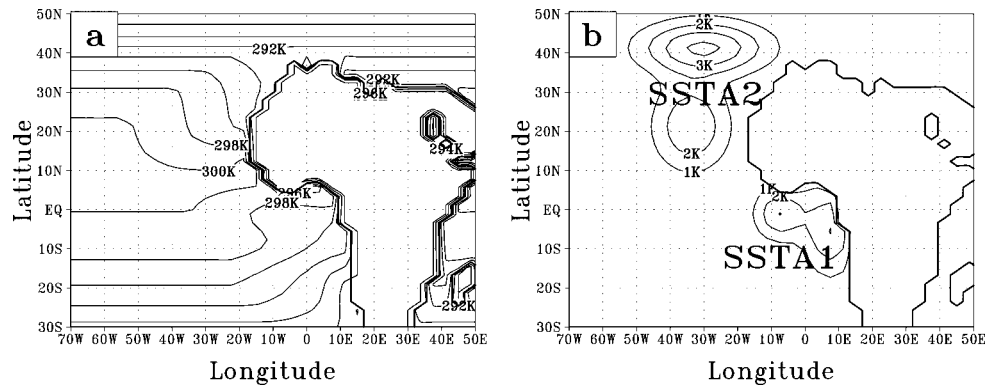 a
50N
40N
30N
20N
10N
EQ
10S
20S
30S
Latitude
292K
292K
298K
298K
294K
300K
296K
298K
292K
70W 60W 50W 40W 30W 20W 10W 0 10E 20E 30E 40E 50E
Longitude
b
50N
40N
30N
20N
10N
EQ
10S
20S
30S
Latitude
1K
2K
3K
SSTA2
2K
1K
1K
2K
SSTA1
70W 60W 50W 40W 30W 20W 10W 0 10E 20E 30E 40E 50E
Longitude